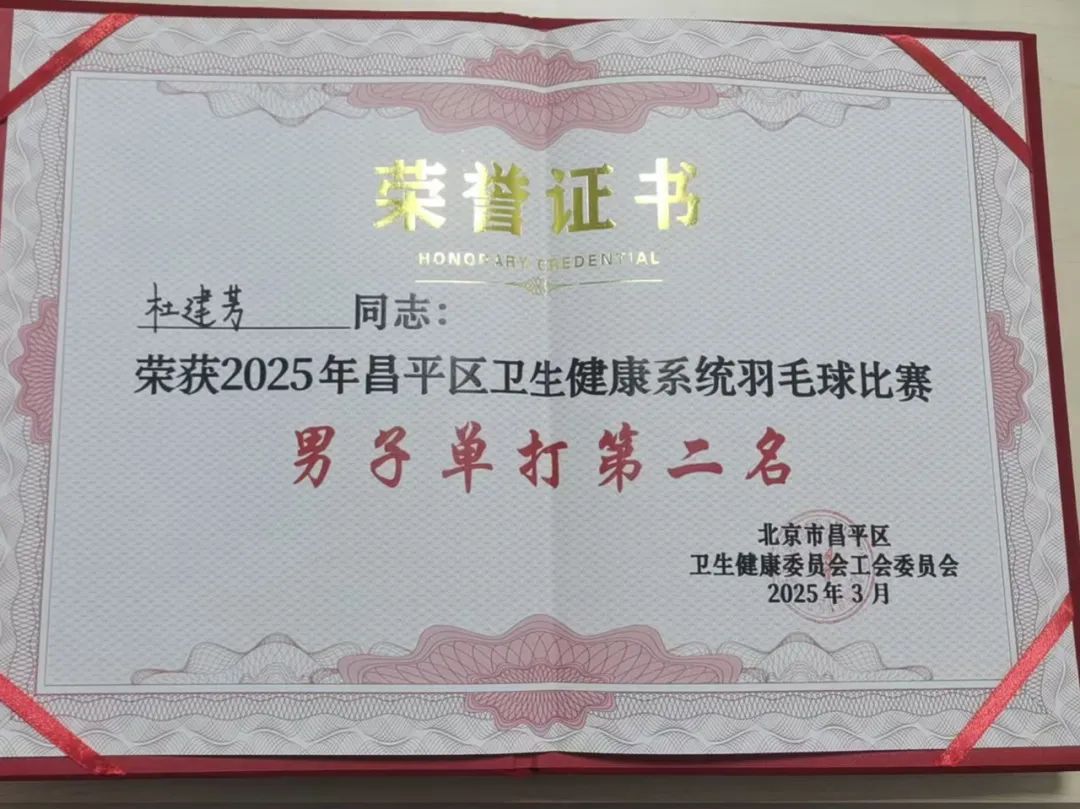 荣誉证书
HONORARY CREDENTIAL
杜建芳同志：
荣获2025年昌平区卫生健康系统羽毛球比赛
男子单打第二名
北京市昌平区
卫生健康委员会工会委员会
2025年3月